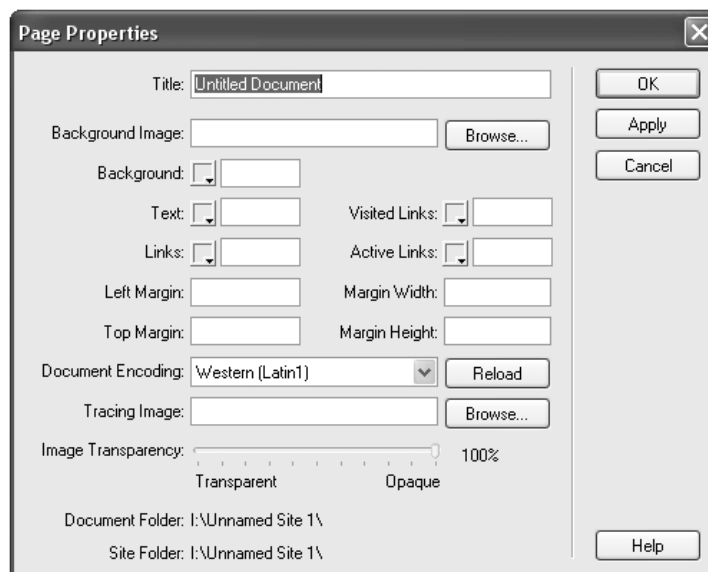 Page Properties
Title: Untitled Document OK
Background Image: Browse... Apply
Background: Cancel
Text: Visited Links:
Links: Active Links:
Left Margin: Margin Width:
Top Margin: Margin Height:
Document Encoding: Western (Latin1) Reload
Tracing Image: Browse...
Image Transparency: 100%
Transparent Opaque
Document Folder: I:\Unnamed Site 1\
Site Folder: I:\Unnamed Site 1\ Help